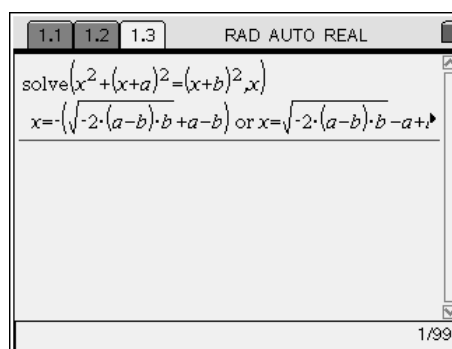 1.1 1.2 1.3 RAD AUTO REAL
solve(x²+(x+a)²=(x+b)²,x)
x=-(√-2·(a-b)·b+a-b) or x=√-2·(a-b)·b-a+
1/99